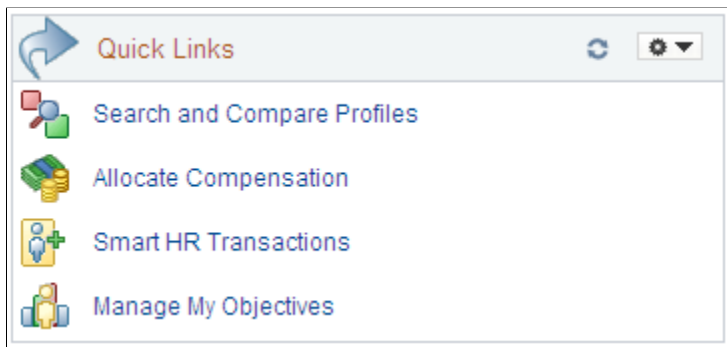 Quick Links
Search and Compare Profiles
Allocate Compensation
Smart HR Transactions
Manage My Objectives